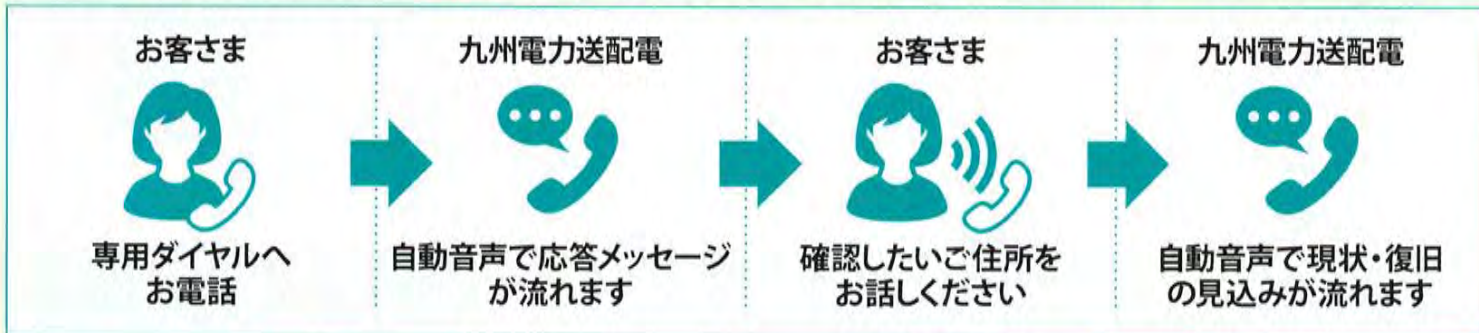 お客さま
専用ダイヤルへ
お電話
九州電力送配電
自動音声で応答メッセージ
が流れます
お客さま
確認したいご住所を
お話しください
九州電力送配電
自動音声で現状・復旧
の見込みが流れます